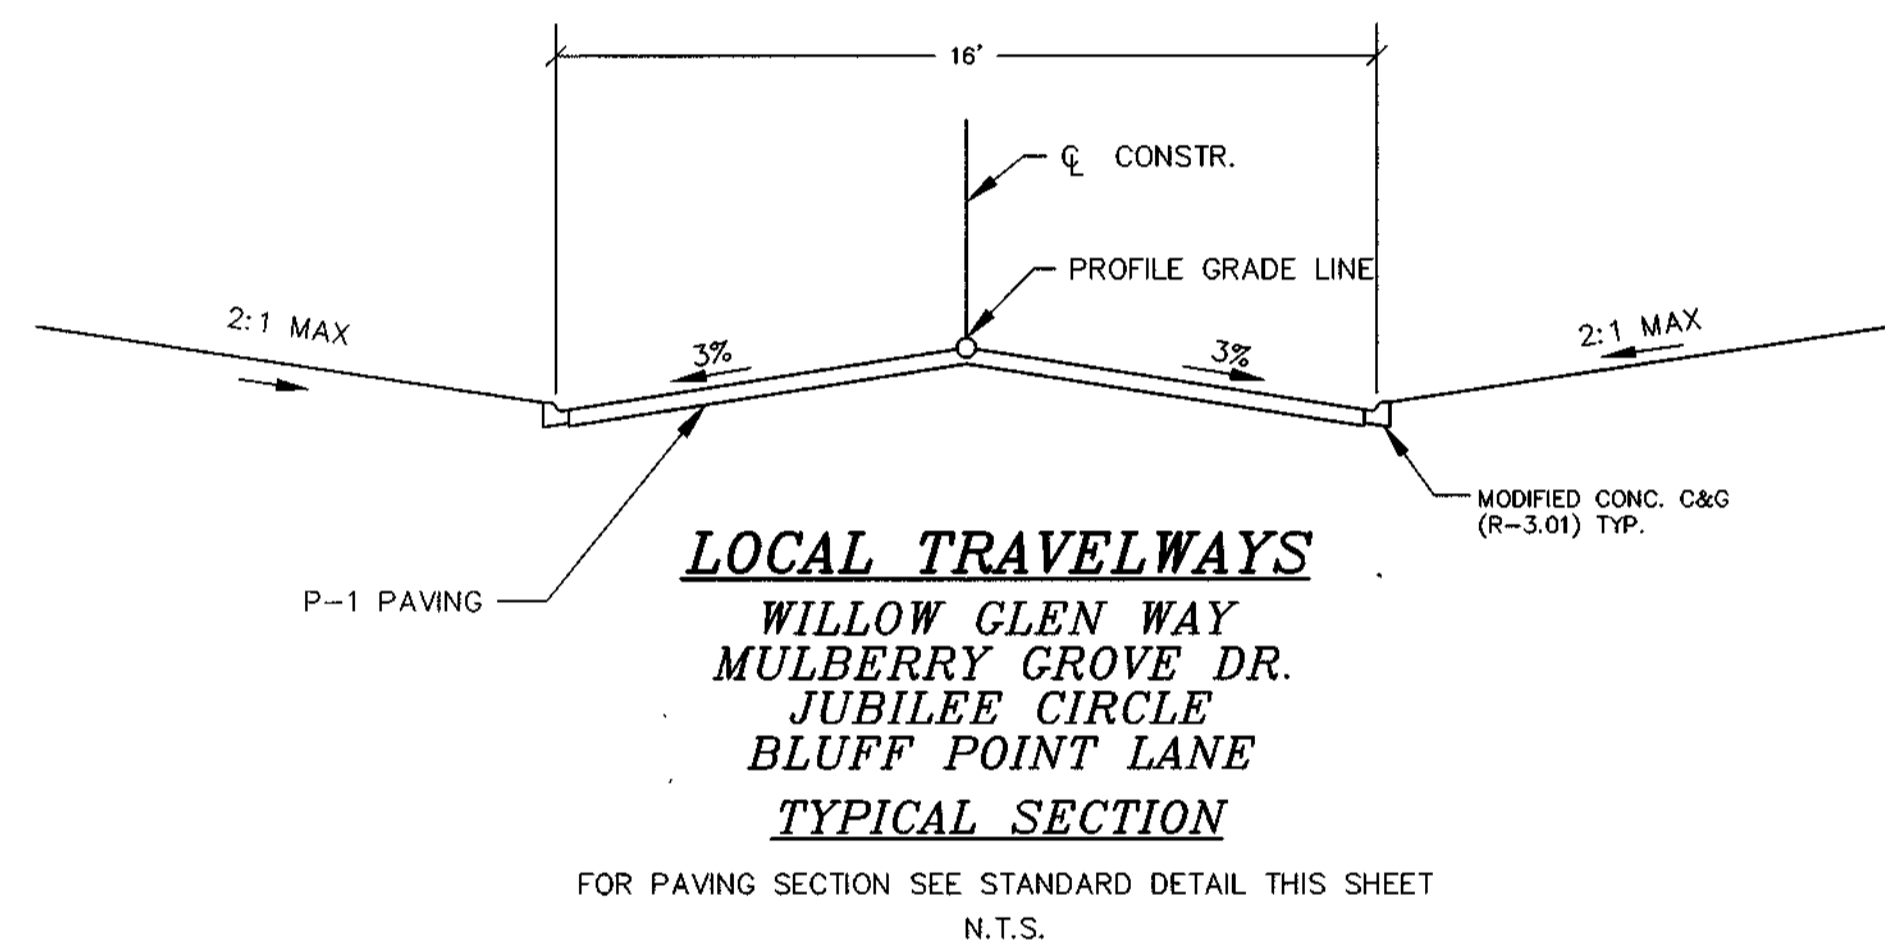 16'
℄ CONSTR.
PROFILE GRADE LINE
2:1 MAX
3%
3%
2:1 MAX
MODIFIED CONC. C&G
(R-3.01) TYP.
P-1 PAVING
LOCAL TRAVELWAYS
WILLOW GLEN WAY
MULBERRY GROVE DR.
JUBILEE CIRCLE
BLUFF POINT LANE
TYPICAL SECTION
FOR PAVING SECTION SEE STANDARD DETAIL THIS SHEET
N.T.S.